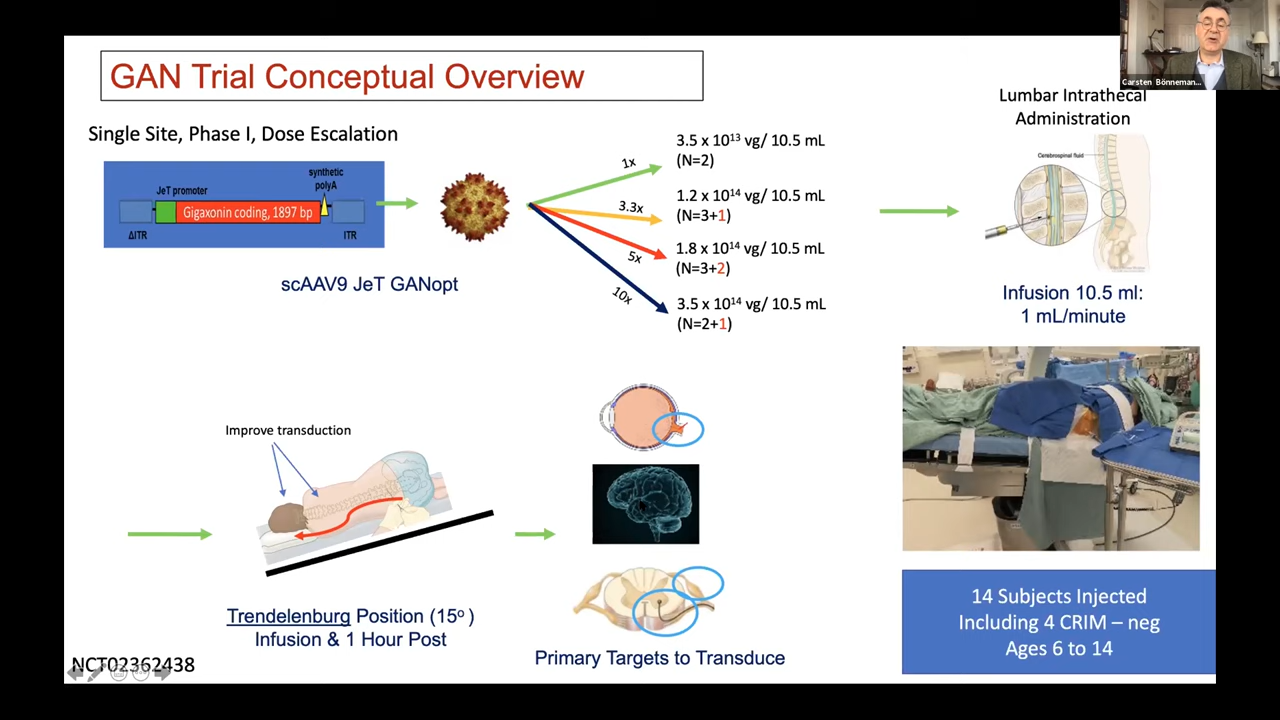 Carsten Bönneman...
GAN Trial Conceptual Overview
Single Site, Phase I, Dose Escalation
JeT promoter
synthetic
polyA
Gigaxonin coding, 1897 bp
ΔITR
ITR
scAAV9 JeT GANopt
1x
3.3x
5x
10x
3.5 x 10¹³ vg/ 10.5 mL
(N=2)
1.2 x 10¹⁴ vg/ 10.5 mL
(N=3+1)
1.8 x 10¹⁴ vg/ 10.5 mL
(N=3+2)
3.5 x 10¹⁴ vg/ 10.5 mL
(N=2+1)
Lumbar Intrathecal
Administration
Cerebrospinal fluid
Infusion 10.5 ml:
1 mL/minute
Improve transduction
Trendelenburg Position (15º )
Infusion & 1 Hour Post
Primary Targets to Transduce
14 Subjects Injected
Including 4 CRIM – neg
Ages 6 to 14
NCT02362438